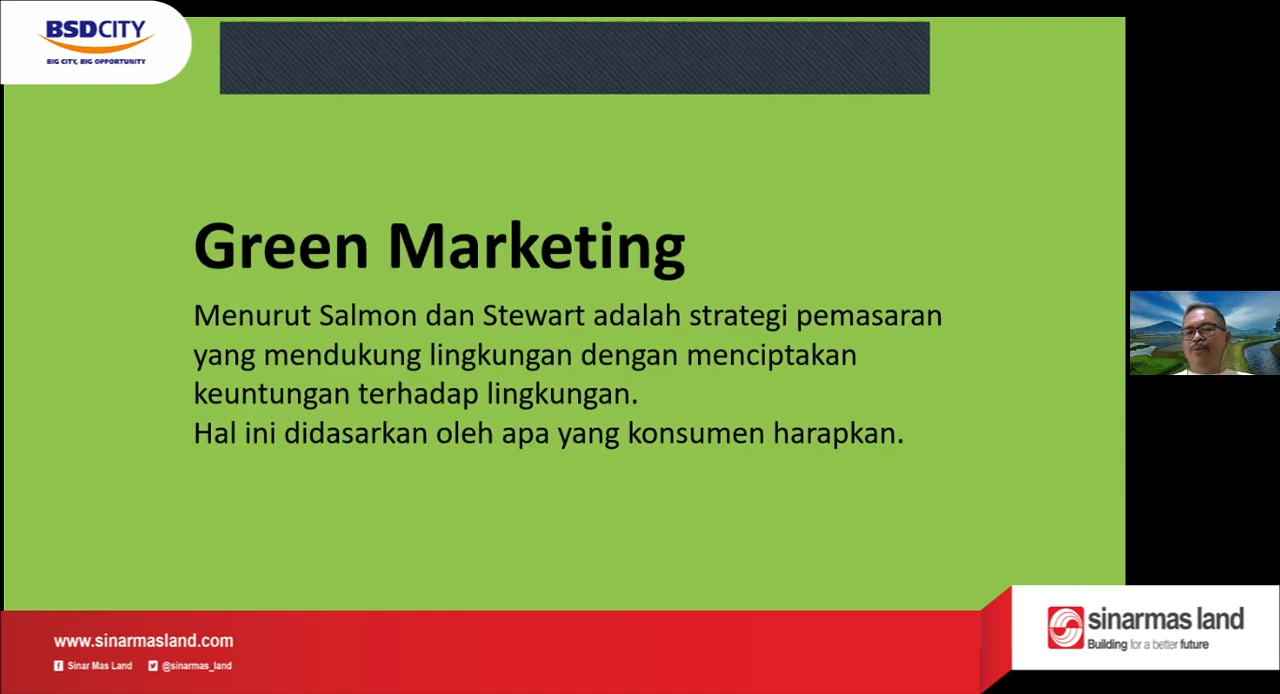 BSDCITY
BIG CITY, BIG OPPORTUNITY
Green Marketing
Menurut Salmon dan Stewart adalah strategi pemasaran
yang mendukung lingkungan dengan menciptakan
keuntungan terhadap lingkungan.
Hal ini didasarkan oleh apa yang konsumen harapkan.
www.sinarmasland.com
Sinar Mas Land @sinarmas_land
sinarmas land
Building for a better future